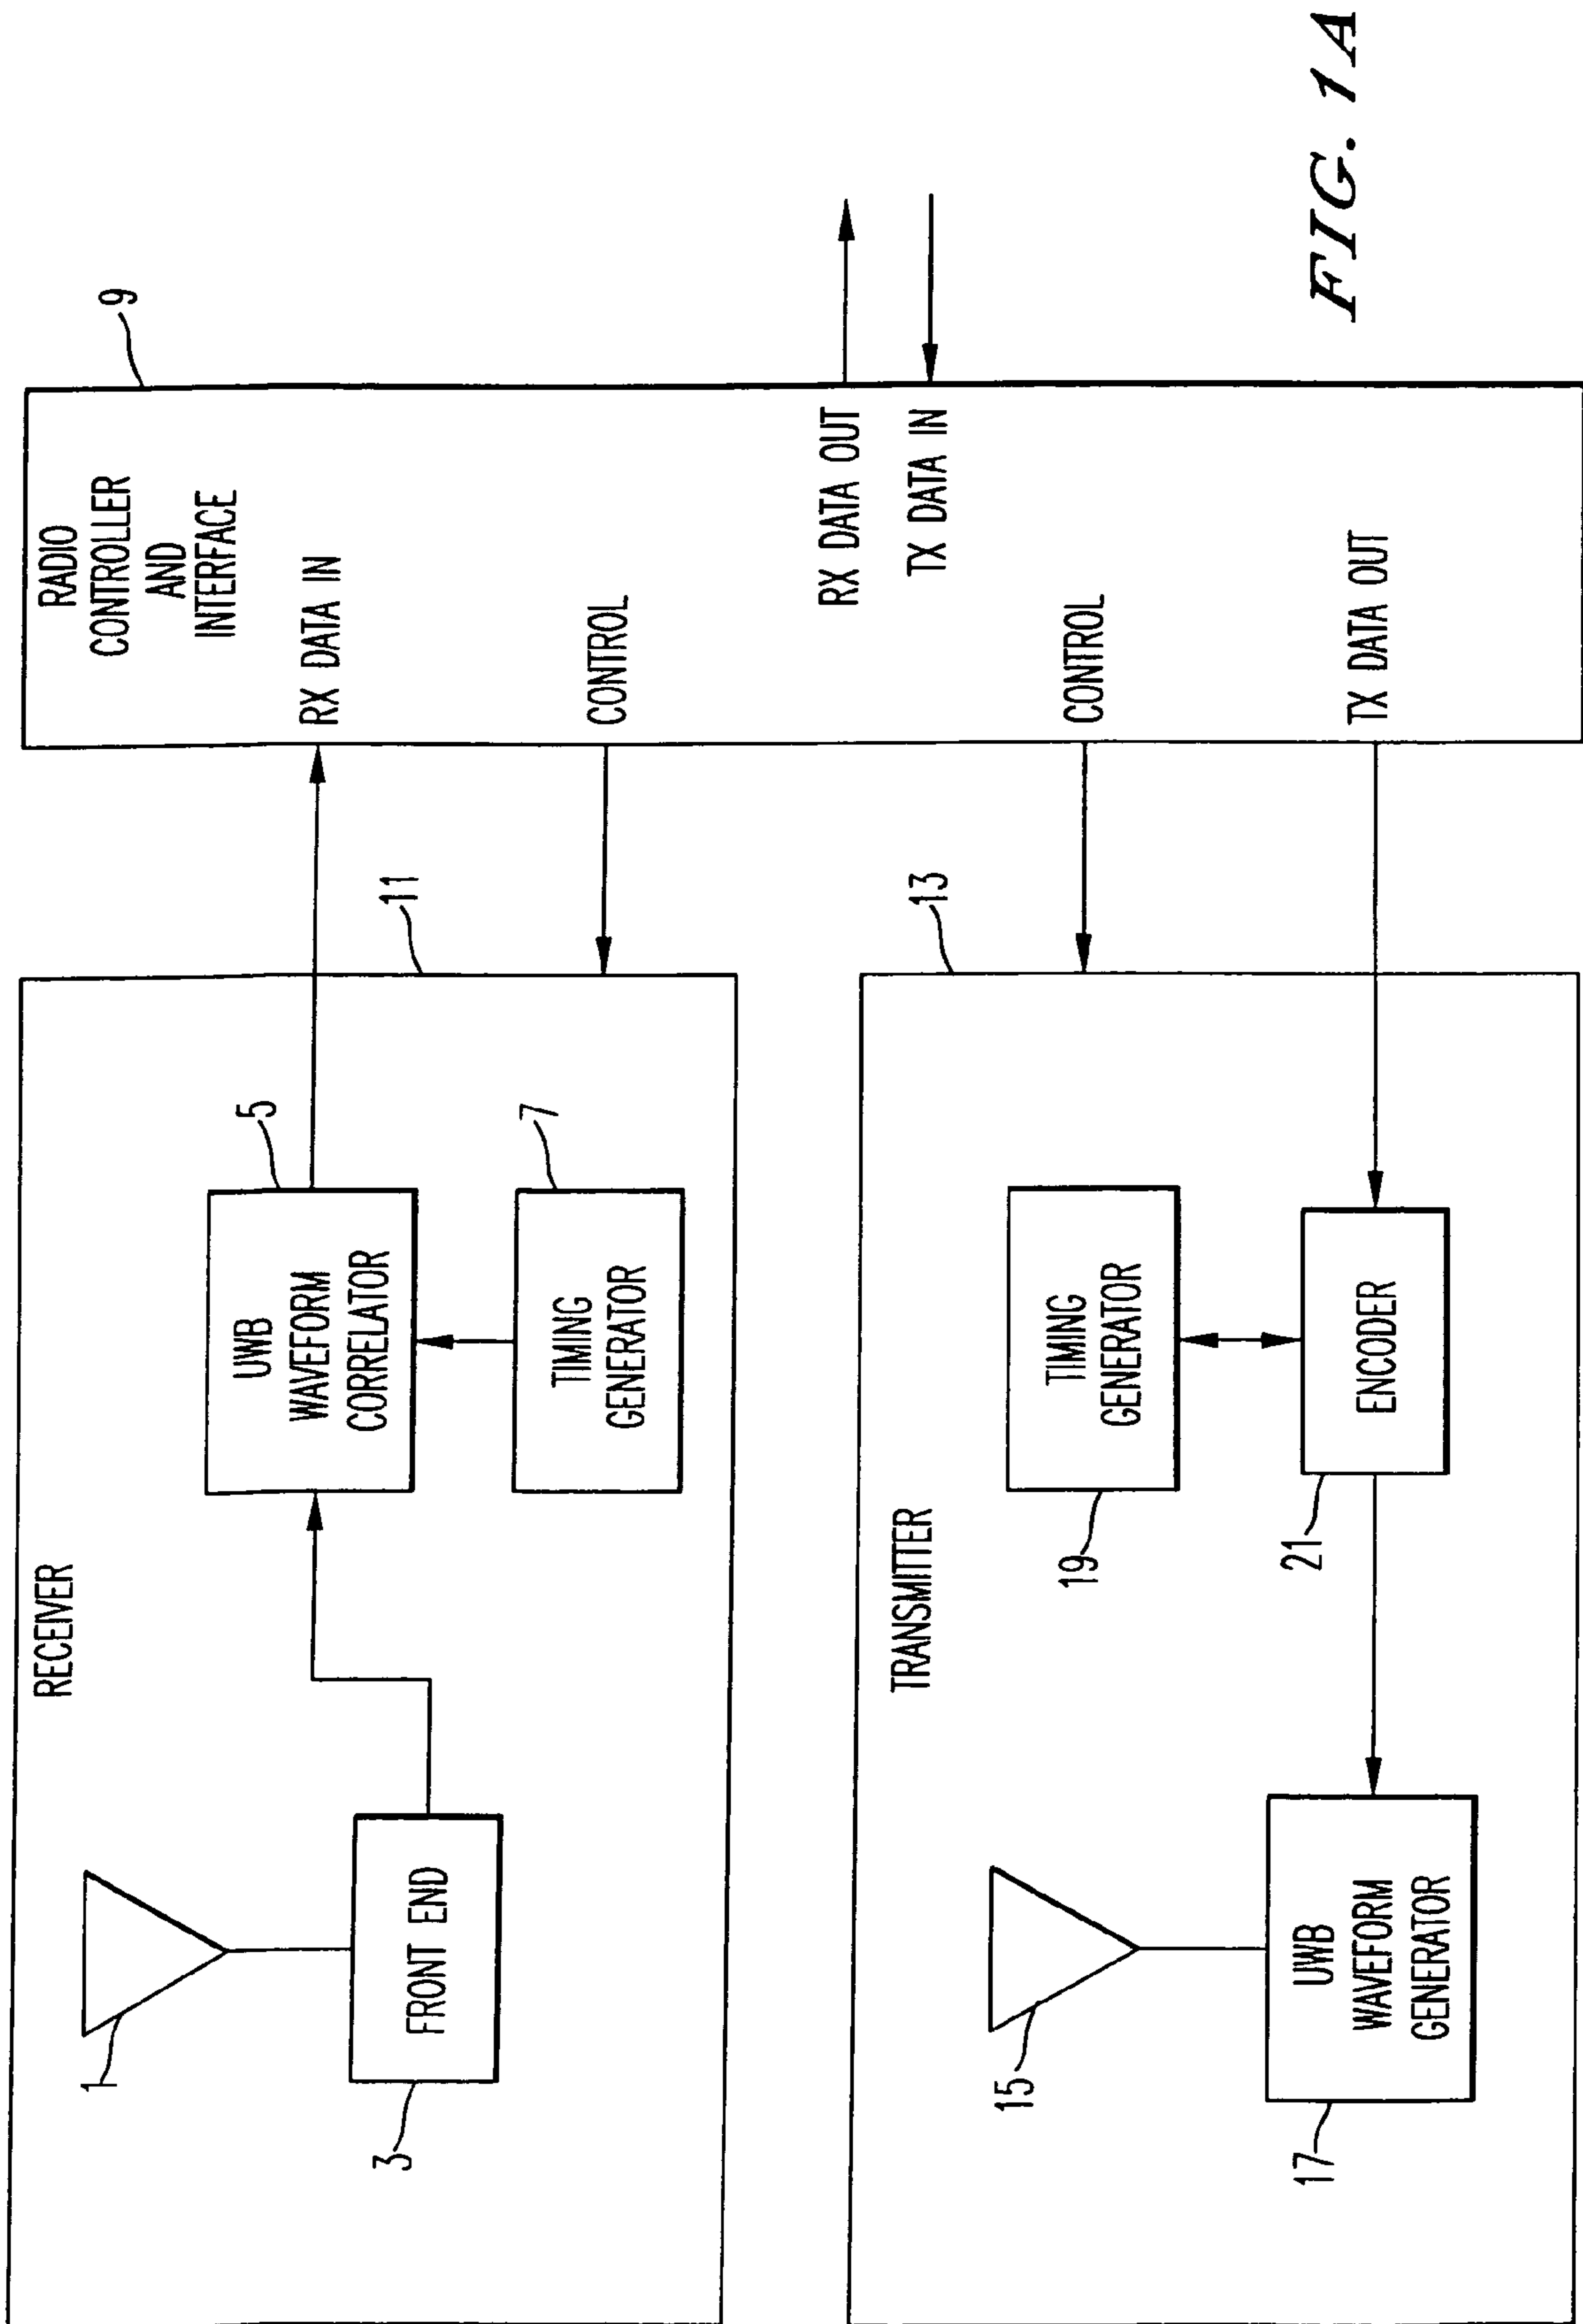 RECEIVER
1
FRONT END
3
UWB
WAVEFORM
CORRELATOR
5
TIMING
GENERATOR
7
11
RADIO
CONTROLLER
AND
INTERFACE
9
RX DATA IN
CONTROL
RX DATA OUT
TX DATA IN
CONTROL
TX DATA OUT
TRANSMITTER
13
15
UWB
WAVEFORM
GENERATOR
17
TIMING
GENERATOR
19
ENCODER
21
FIG. 1A